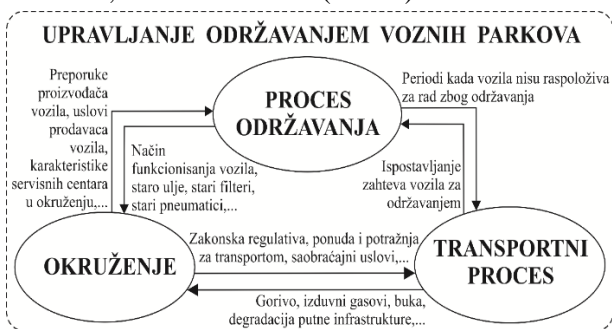 UPRAVLJANJE ODRŽAVANJEM VOZNIH PARKOVA
Preporuke
proizvođača
vozila, uslovi
prodavaca
vozila,
karakteristike
servisnih centara
u okruženju,...
PROCES
ODRŽAVANJA
Periodi kada vozila nisu raspoloživa
za rad zbog održavanja
Način
funkcionisanja vozila,
staro ulje, stari filteri,
stari pneumatici,...
Ispostavljanje
zahteva vozila za
održavanjem
OKRUŽENJE
Zakonska regulativa, ponuda i potražnja
za transportom, saobraćajni uslovi,...
TRANSPORTNI
PROCES
Gorivo, izduvni gasovi, buka,
degradacija putne infrastrukture,...